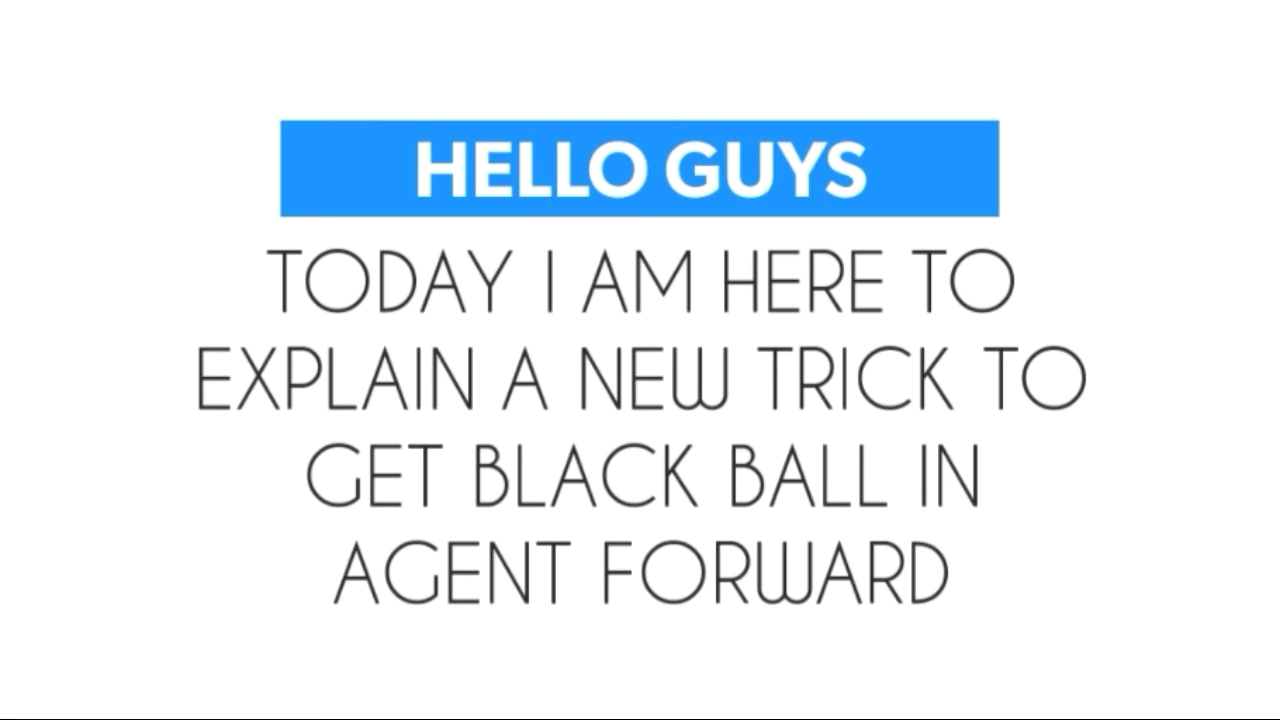 HELLO GUYS
TODAY I AM HERE TO
EXPLAIN A NEW TRICK TO
GET BLACK BALL IN
AGENT FORWARD